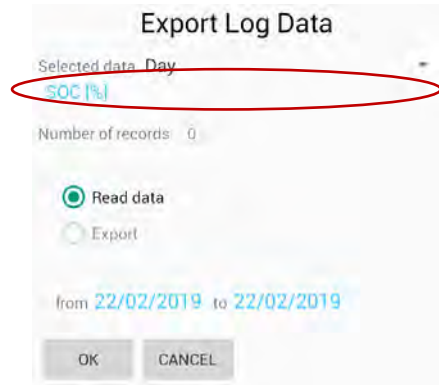 Export Log Data
Selected data Day
SOC [%]
Number of records 0
Read data
Export
from 22/02/2019 to 22/02/2019
OK CANCEL